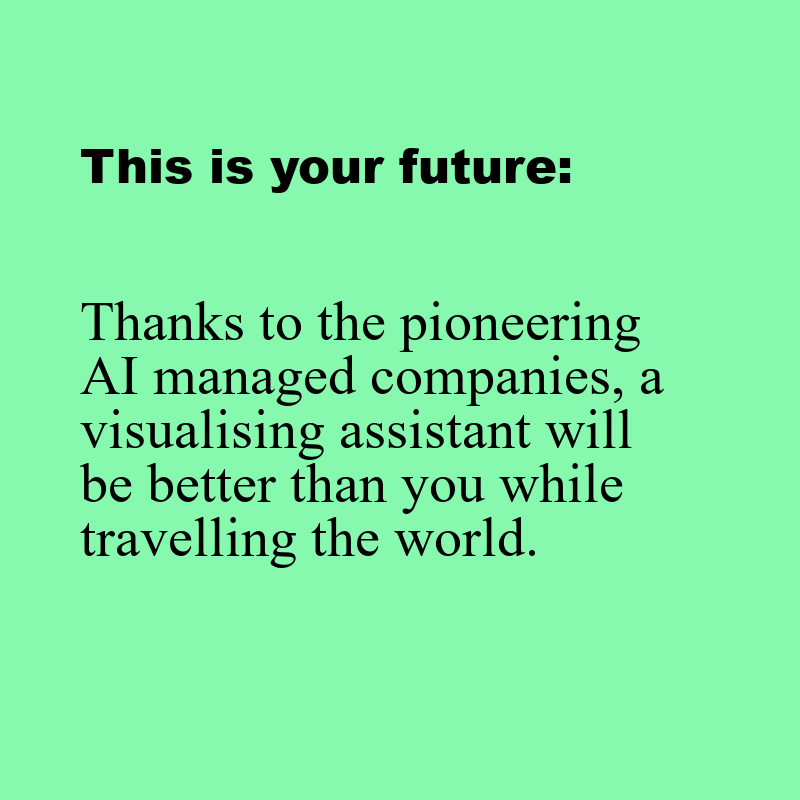 This is your future:
Thanks to the pioneering
AI managed companies, a
visualising assistant will
be better than you while
travelling the world.